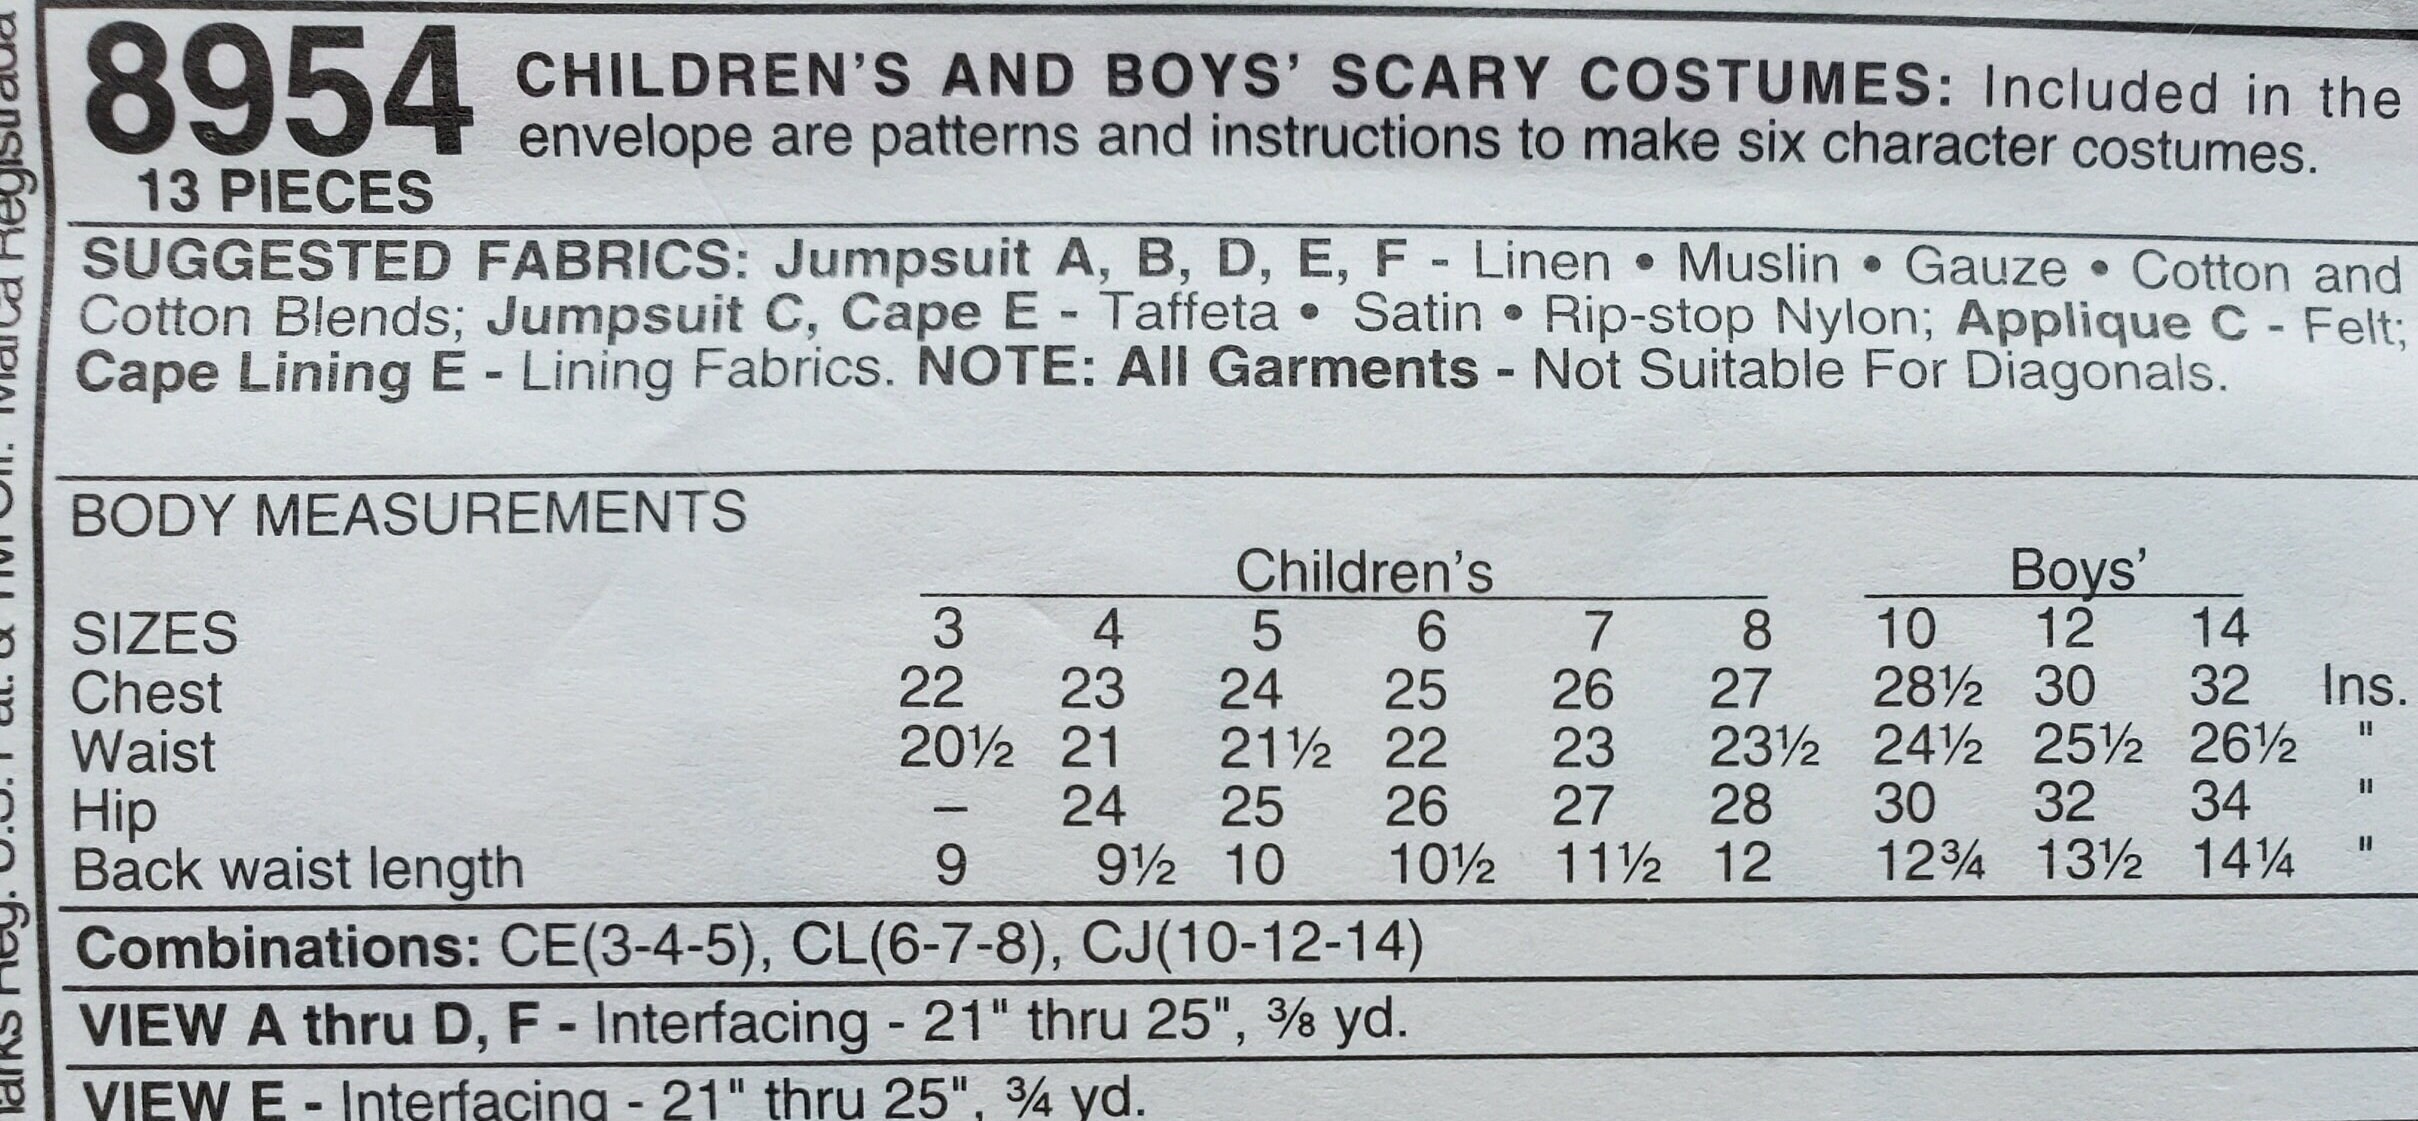 8954 CHILDREN'S AND BOYS' SCARY COSTUMES: Included in the
envelope are patterns and instructions to make six character costumes.
13 PIECES
SUGGESTED FABRICS: Jumpsuit A, B, D, E, F - Linen • Muslin • Gauze • Cotton and
Cotton Blends; Jumpsuit C, Cape E - Taffeta • Satin • Rip-stop Nylon; Applique C - Felt;
Cape Lining E - Lining Fabrics. NOTE: All Garments - Not Suitable For Diagonals.
BODY MEASUREMENTS
Children's Boys'
SIZES 3 4 5 6 7 8 10 12 14
Chest 22 23 24 25 26 27 28½ 30 32 Ins.
Waist 20½ 21 21½ 22 23 23½ 24½ 25½ 26½ "
Hip – 24 25 26 27 28 30 32 34 "
Back waist length 9 9½ 10 10½ 11½ 12 12¾ 13½ 14¼ "
Combinations: CE(3-4-5), CL(6-7-8), CJ(10-12-14)
VIEW A thru D, F - Interfacing - 21" thru 25", ⅜ yd.
VIEW E - Interfacing - 21" thru 25", ¾ yd.
Reg. U.S. Pat. & TM Off. Marca Registrada